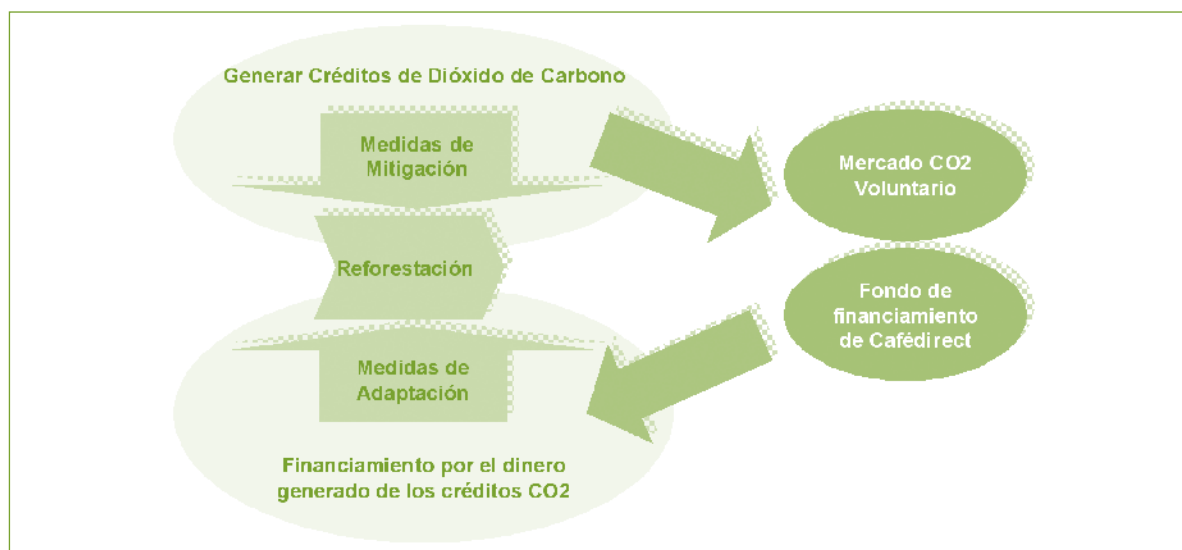 Generar Créditos de Dióxido de Carbono
Medidas de
Mitigación
Reforestación
Medidas de
Adaptación
Financiamiento por el dinero
generado de los créditos CO2
Mercado CO2
Voluntario
Fondo de
financiamiento
de Cafédirect